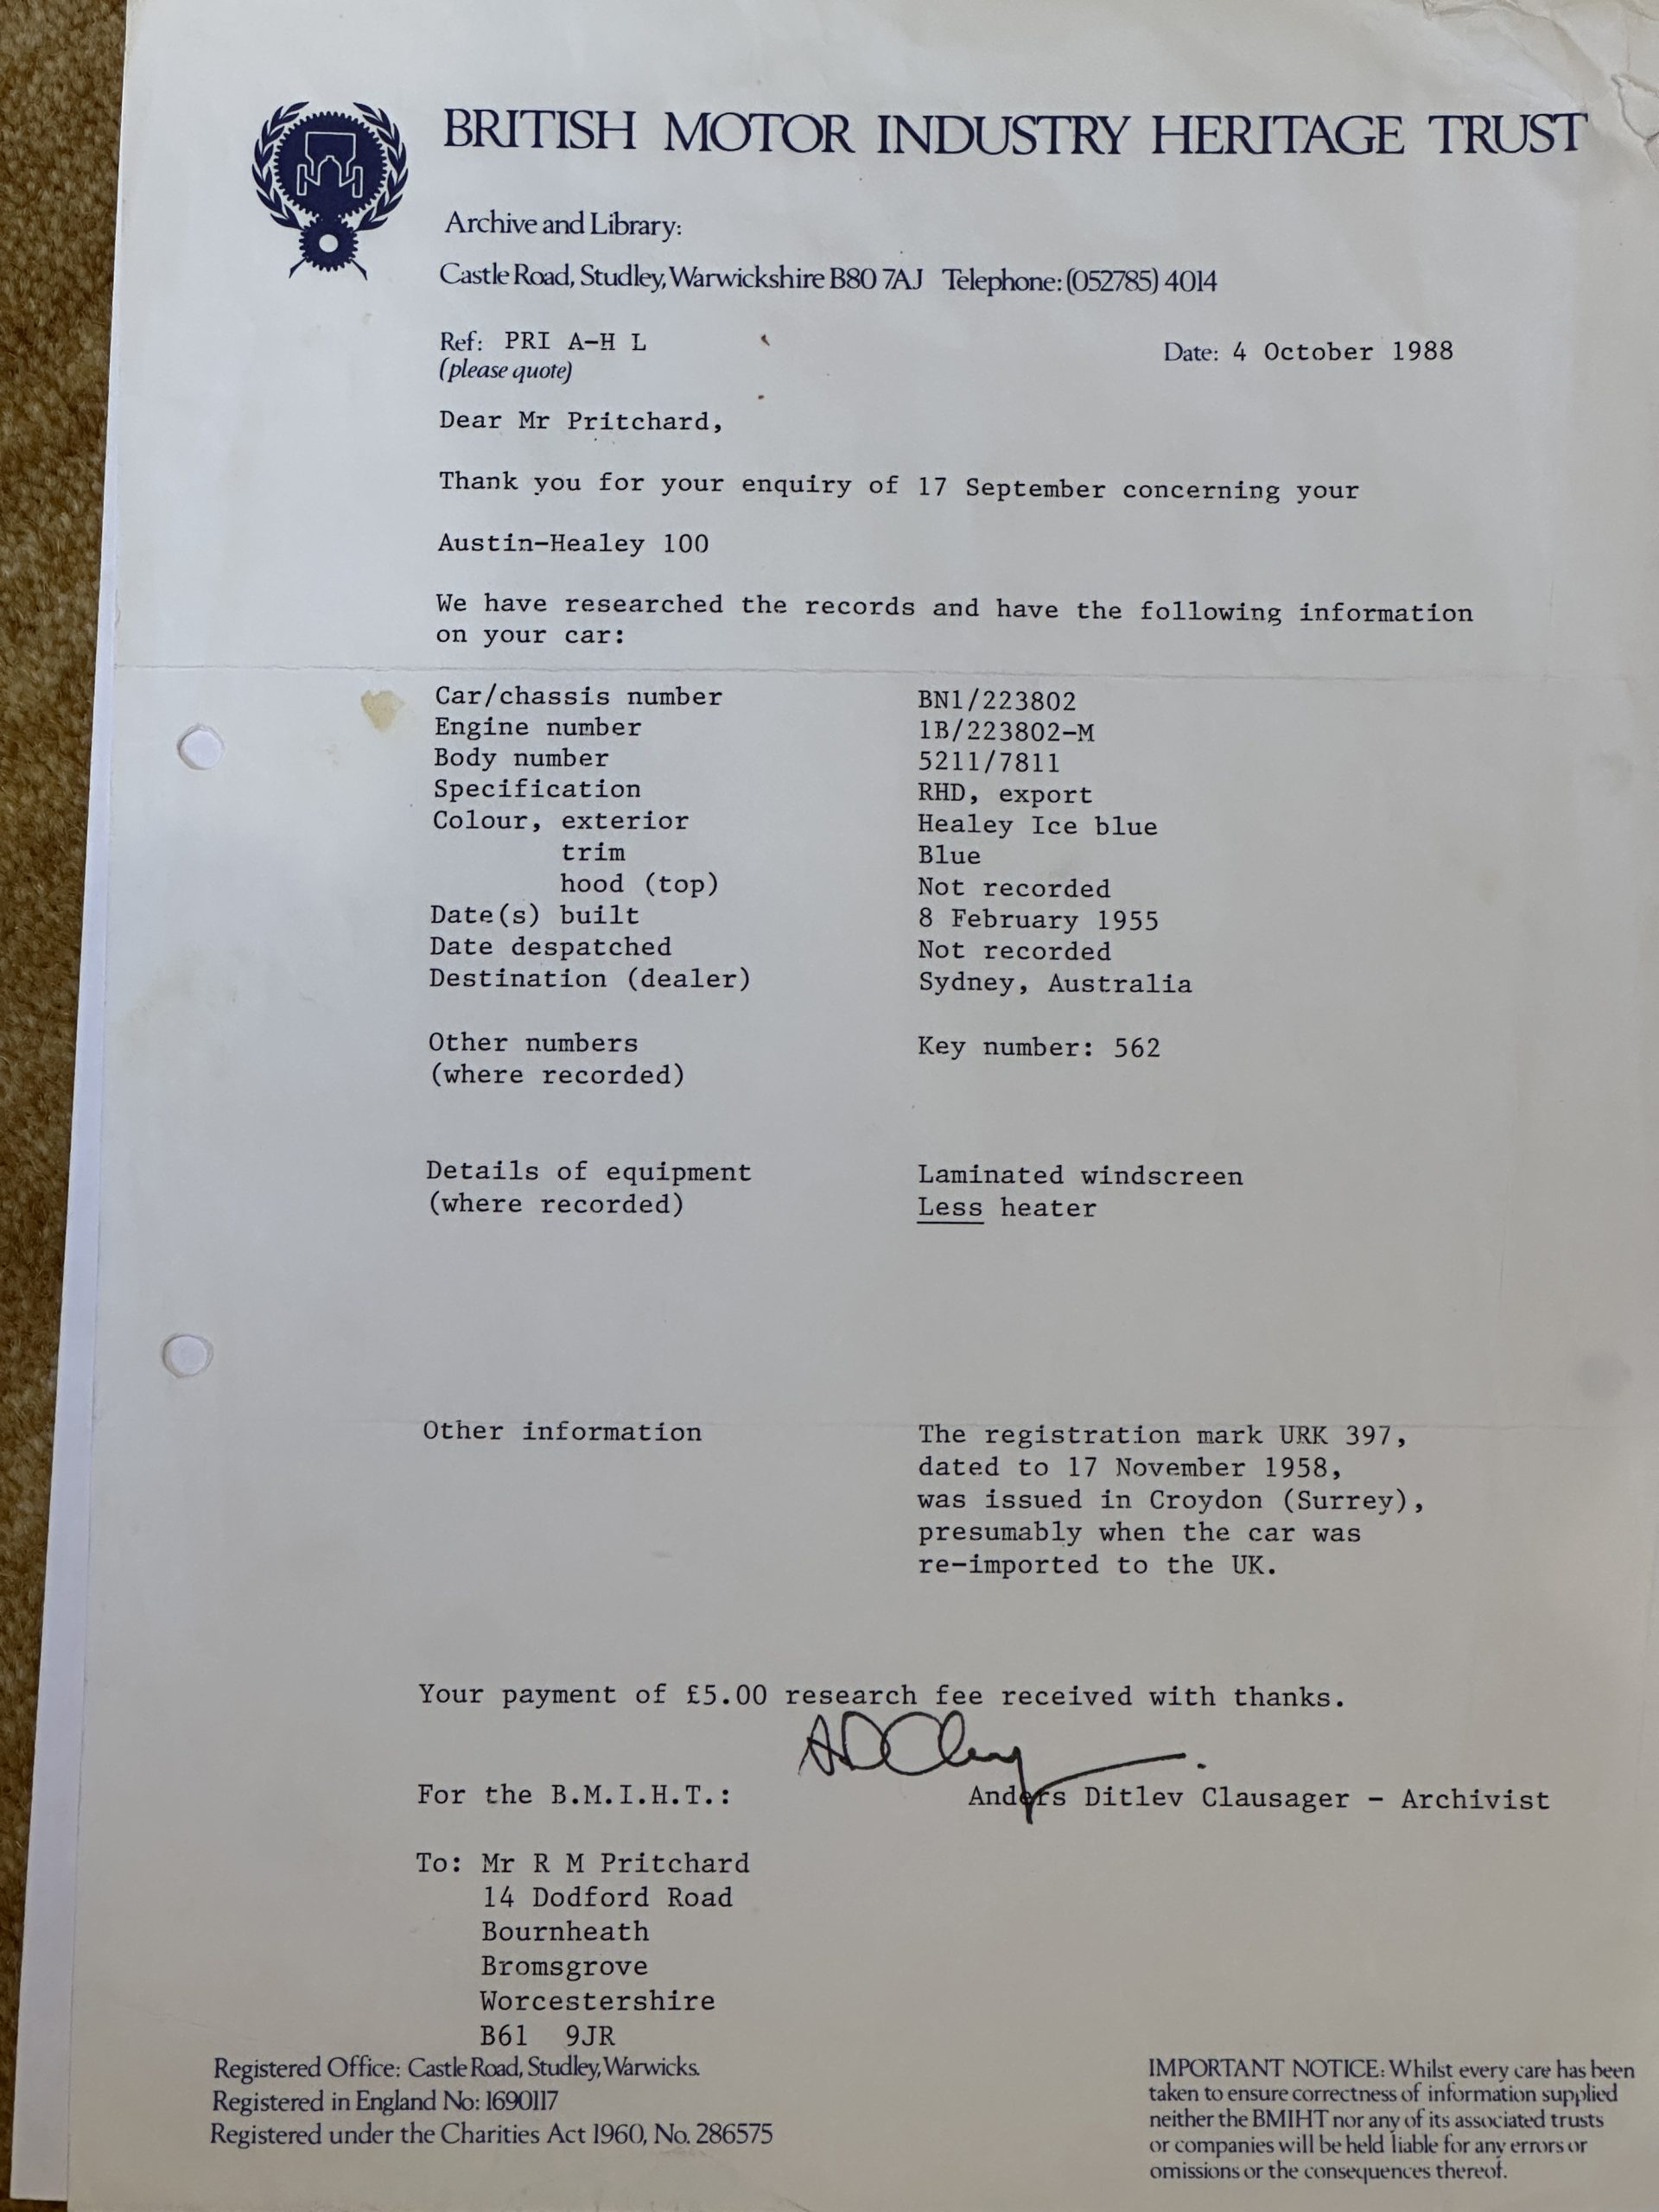 BRITISH MOTOR INDUSTRY HERITAGE TRUST
Archive and Library:
Castle Road, Studley, Warwickshire B80 7AJ Telephone: (052785) 4014
Ref: PRI A-H L Date: 4 October 1988
(please quote)
Dear Mr Pritchard,
Thank you for your enquiry of 17 September concerning your
Austin-Healey 100
We have researched the records and have the following information
on your car:
Car/chassis number BN1/223802
Engine number 1B/223802-M
Body number 5211/7811
Specification RHD, export
Colour, exterior Healey Ice blue
trim Blue
hood (top) Not recorded
Date(s) built 8 February 1955
Date despatched Not recorded
Destination (dealer) Sydney, Australia
Other numbers Key number: 562
(where recorded)
Details of equipment Laminated windscreen
(where recorded) Less heater
Other information The registration mark URK 397,
dated to 17 November 1958,
was issued in Croydon (Surrey),
presumably when the car was
re-imported to the UK.
Your payment of £5.00 research fee received with thanks.
For the B.M.I.H.T.: Anders Ditlev Clausager - Archivist
To: Mr R M Pritchard
14 Dodford Road
Bournheath
Bromsgrove
Worcestershire
B61 9JR
Registered Office: Castle Road, Studley, Warwicks.
Registered in England No: 1690117
Registered under the Charities Act 1960, No. 286575
IMPORTANT NOTICE: Whilst every care has been
taken to ensure correctness of information supplied
neither the BMIHT nor any of its associated trusts
or companies will be held liable for any errors or
omissions or the consequences thereof.